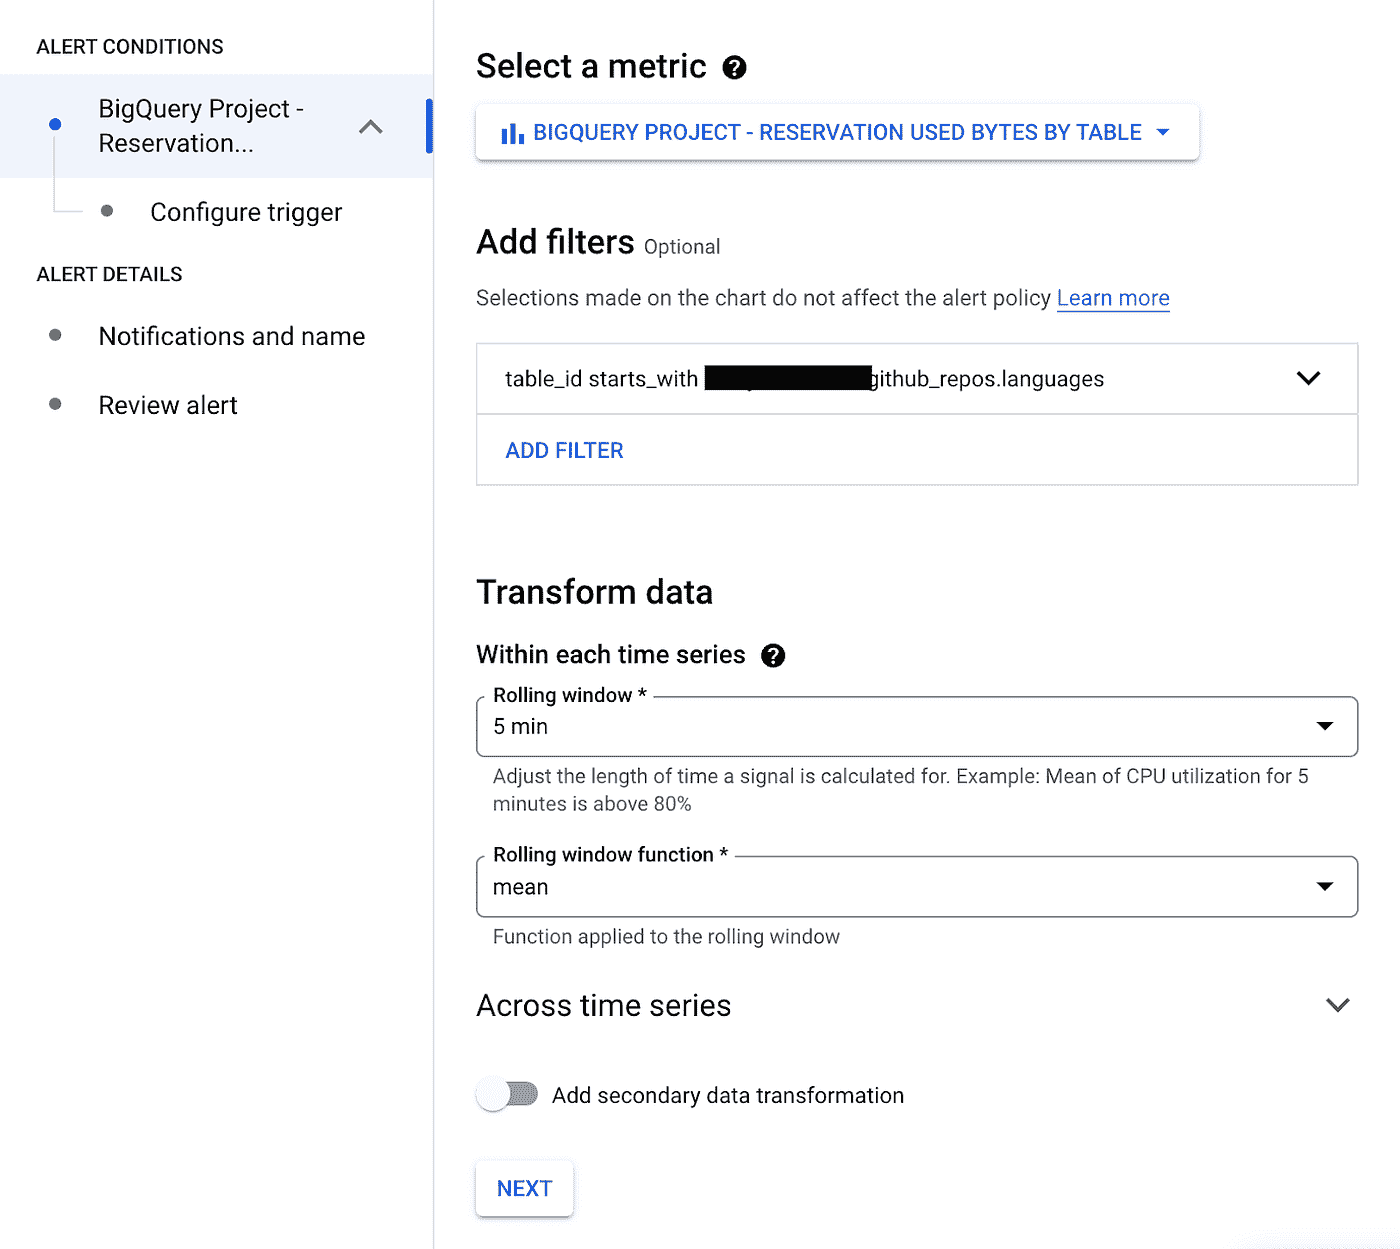 ALERT CONDITIONS
BigQuery Project -
Reservation...
Configure trigger
ALERT DETAILS
Notifications and name
Review alert
Select a metric
BIGQUERY PROJECT - RESERVATION USED BYTES BY TABLE
Add filters Optional
Selections made on the chart do not affect the alert policy Learn more
table_id starts_with github_repos.languages
ADD FILTER
Transform data
Within each time series
Rolling window *
5 min
Adjust the length of time a signal is calculated for. Example: Mean of CPU utilization for 5
minutes is above 80%
Rolling window function *
mean
Function applied to the rolling window
Across time series
Add secondary data transformation
NEXT